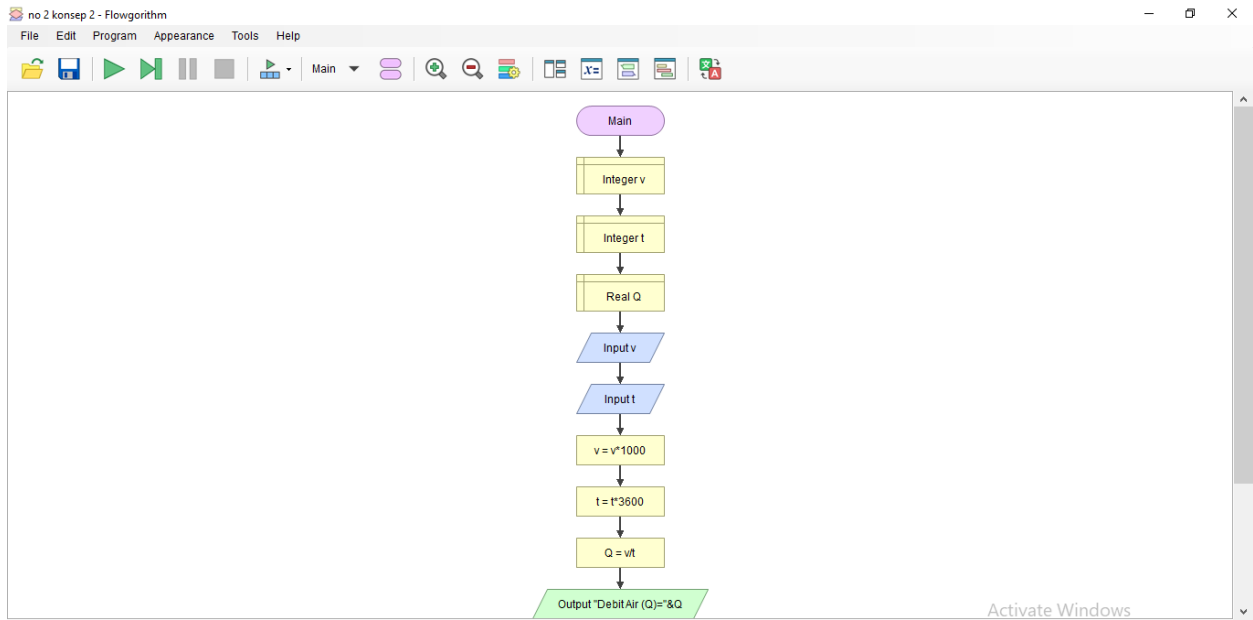 no 2 konsep 2 - Flowgorithm
File Edit Program Appearance Tools Help
Main
x=
Main
Integer v
Integer t
Real Q
Input v
Input t
v = v*1000
t = t*3600
Q = v/t
Output "Debit Air (Q)="&Q
Activate Windows